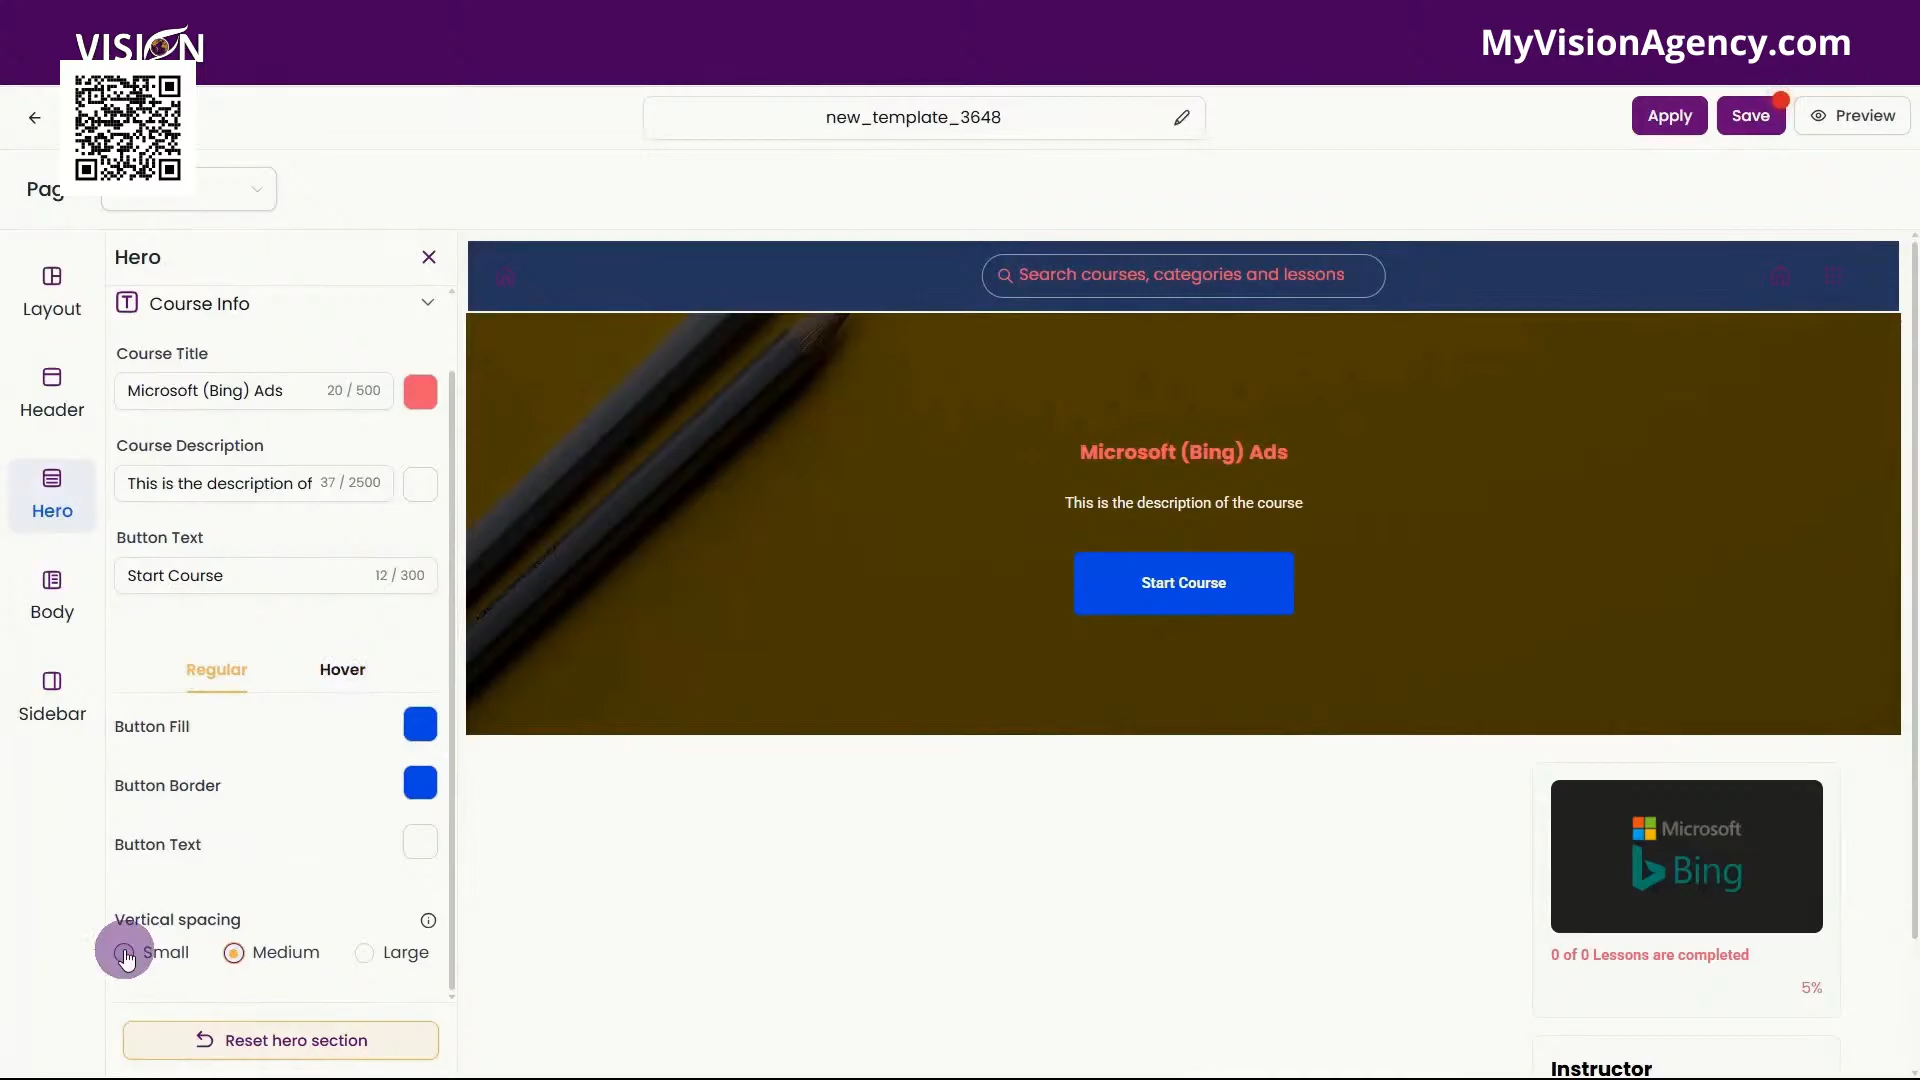 VISION
MyVisionAgency.com
new_template_3648
Apply
Save
Preview
Pag
Layout
Header
Hero
Body
Sidebar
Hero
Course Info
Course Title
Microsoft (Bing) Ads 20 / 500
Course Description
This is the description of 37 / 2500
Button Text
Start Course 12 / 300
Regular Hover
Button Fill
Button Border
Button Text
Vertical spacing
Small Medium Large
Reset hero section
Search courses, categories and lessons
Microsoft (Bing) Ads
This is the description of the course
Start Course
Microsoft
Bing
0 of 0 Lessons are completed
5%
Instructor